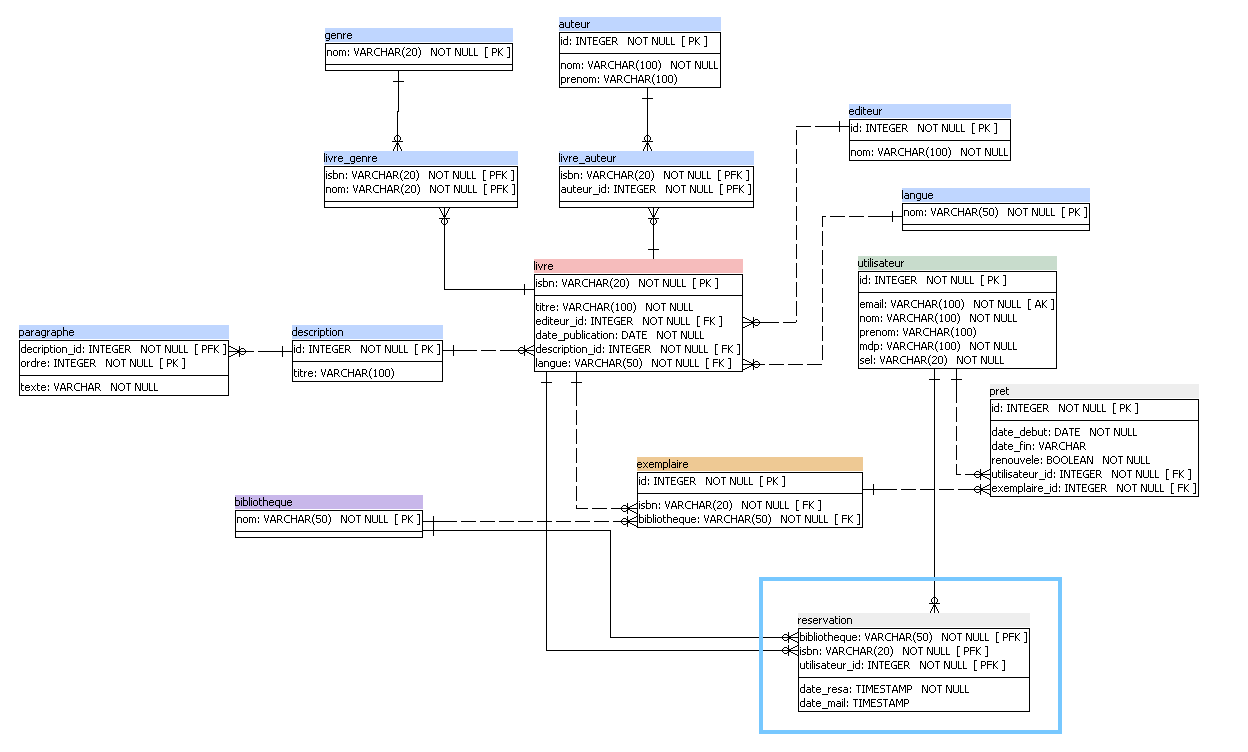 genre
nom: VARCHAR(20) NOT NULL [ PK ]
auteur
id: INTEGER NOT NULL [ PK ]
nom: VARCHAR(100) NOT NULL
prenom: VARCHAR(100)
editeur
id: INTEGER NOT NULL [ PK ]
nom: VARCHAR(100) NOT NULL
livre_genre
isbn: VARCHAR(20) NOT NULL [ PFK ]
nom: VARCHAR(20) NOT NULL [ PFK ]
livre_auteur
isbn: VARCHAR(20) NOT NULL [ PFK ]
auteur_id: INTEGER NOT NULL [ PFK ]
langue
nom: VARCHAR(50) NOT NULL [ PK ]
livre
isbn: VARCHAR(20) NOT NULL [ PK ]
titre: VARCHAR(100) NOT NULL
editeur_id: INTEGER NOT NULL [ FK ]
date_publication: DATE NOT NULL
description_id: INTEGER NOT NULL [ FK ]
langue: VARCHAR(50) NOT NULL [ FK ]
utilisateur
id: INTEGER NOT NULL [ PK ]
email: VARCHAR(100) NOT NULL [ AK ]
nom: VARCHAR(100) NOT NULL
prenom: VARCHAR(100)
mdp: VARCHAR(100) NOT NULL
sel: VARCHAR(20) NOT NULL
paragraphe
decription_id: INTEGER NOT NULL [ PFK ]
ordre: INTEGER NOT NULL [ PK ]
texte: VARCHAR NOT NULL
description
id: INTEGER NOT NULL [ PK ]
titre: VARCHAR(100)
pret
id: INTEGER NOT NULL [ PK ]
date_debut: DATE NOT NULL
date_fin: VARCHAR
renouvele: BOOLEAN NOT NULL
utilisateur_id: INTEGER NOT NULL [ FK ]
exemplaire_id: INTEGER NOT NULL [ FK ]
exemplaire
id: INTEGER NOT NULL [ PK ]
isbn: VARCHAR(20) NOT NULL [ FK ]
bibliotheque: VARCHAR(50) NOT NULL [ FK ]
bibliotheque
nom: VARCHAR(50) NOT NULL [ PK ]
reservation
bibliotheque: VARCHAR(50) NOT NULL [ PFK ]
isbn: VARCHAR(20) NOT NULL [ PFK ]
utilisateur_id: INTEGER NOT NULL [ PFK ]
date_resa: TIMESTAMP NOT NULL
date_mail: TIMESTAMP